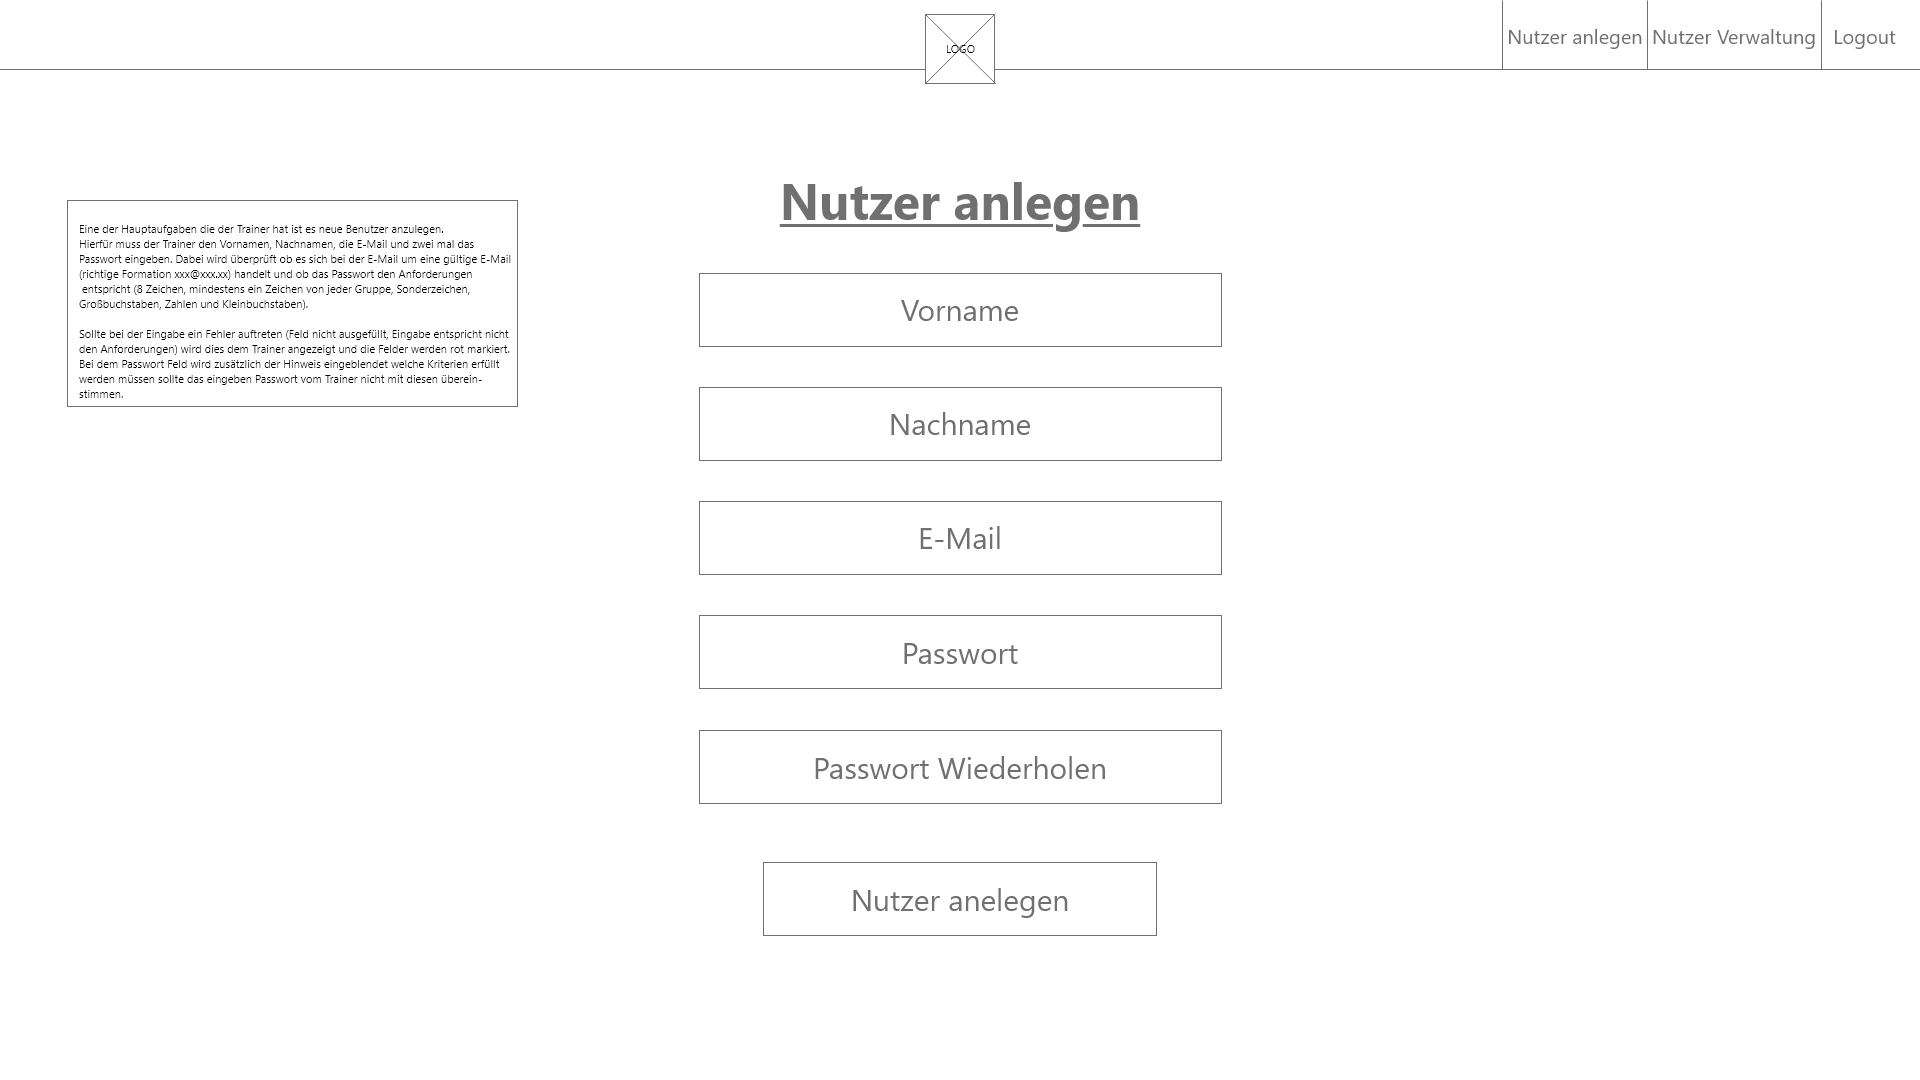 LOGO
Nutzer anlegen
Nutzer Verwaltung
Logout
Nutzer anlegen
Eine der Hauptaufgaben die der Trainer hat ist es neue Benutzer anzulegen.
Hierfür muss der Trainer den Vornamen, Nachnamen, die E-Mail und zwei mal das
Passwort eingeben. Dabei wird überprüft ob es sich bei der E-Mail um eine gültige E-Mail
(richtige Formation xxx@xxx.xx) handelt und ob das Passwort den Anforderungen
entspricht (8 Zeichen, mindestens ein Zeichen von jeder Gruppe, Sonderzeichen,
Großbuchstaben, Zahlen und Kleinbuchstaben).
Sollte bei der Eingabe ein Fehler auftreten (Feld nicht ausgefüllt, Eingabe entspricht nicht
den Anforderungen) wird dies dem Trainer angezeigt und die Felder werden rot markiert.
Bei dem Passwort Feld wird zusätzlich der Hinweis eingeblendet welche Kriterien erfüllt
werden müssen sollte das eingeben Passwort vom Trainer nicht mit diesen überein-
stimmen.
Vorname
Nachname
E-Mail
Passwort
Passwort Wiederholen
Nutzer anelegen